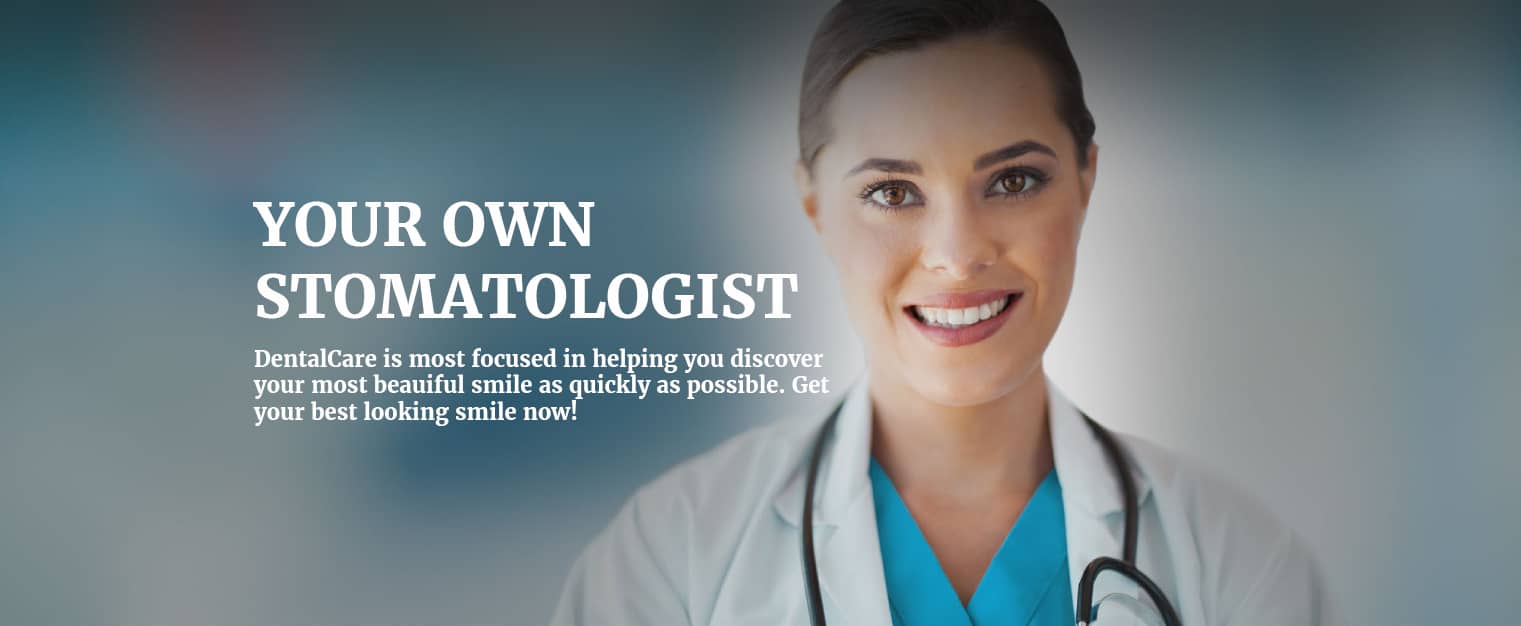 YOUR OWN
STOMATOLOGIST
DentalCare is most focused in helping you discover
your most beauiful smile as quickly as possible. Get
your best looking smile now!